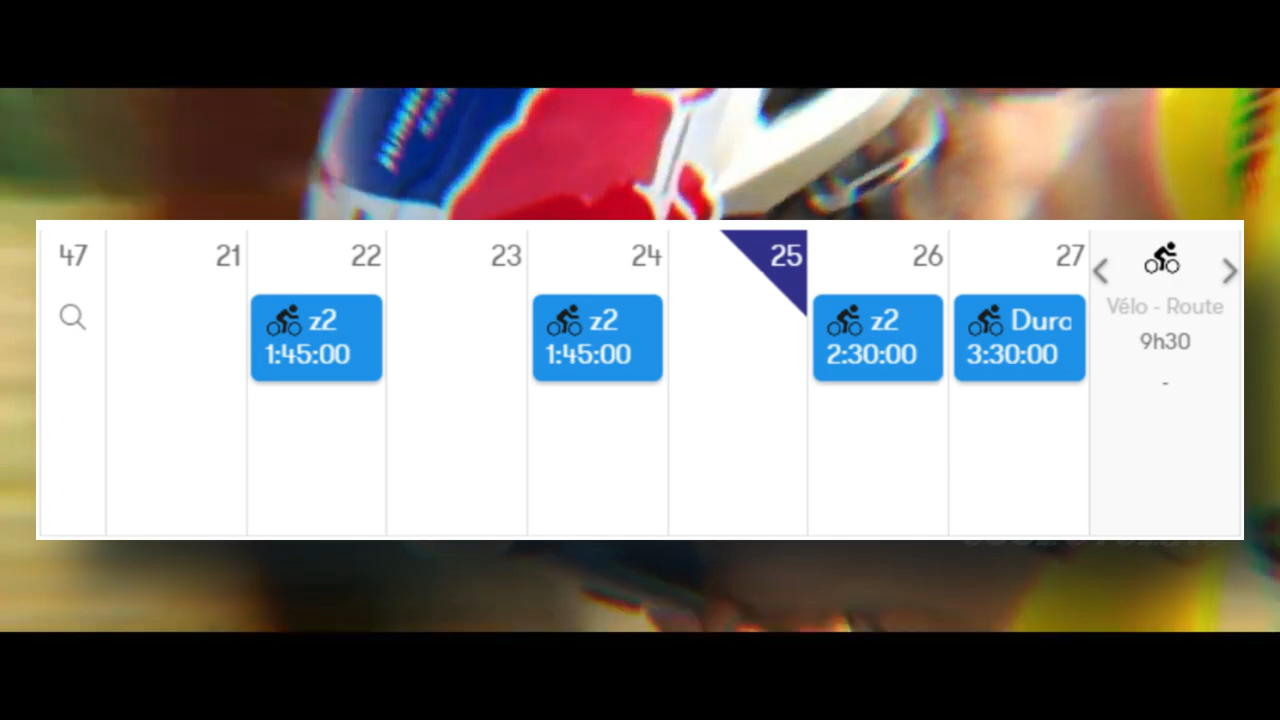 47 21 22 23 24 25 26 27
z2
1:45:00
z2
1:45:00
z2
2:30:00
Durc
3:30:00
Vélo - Route
9h30
-